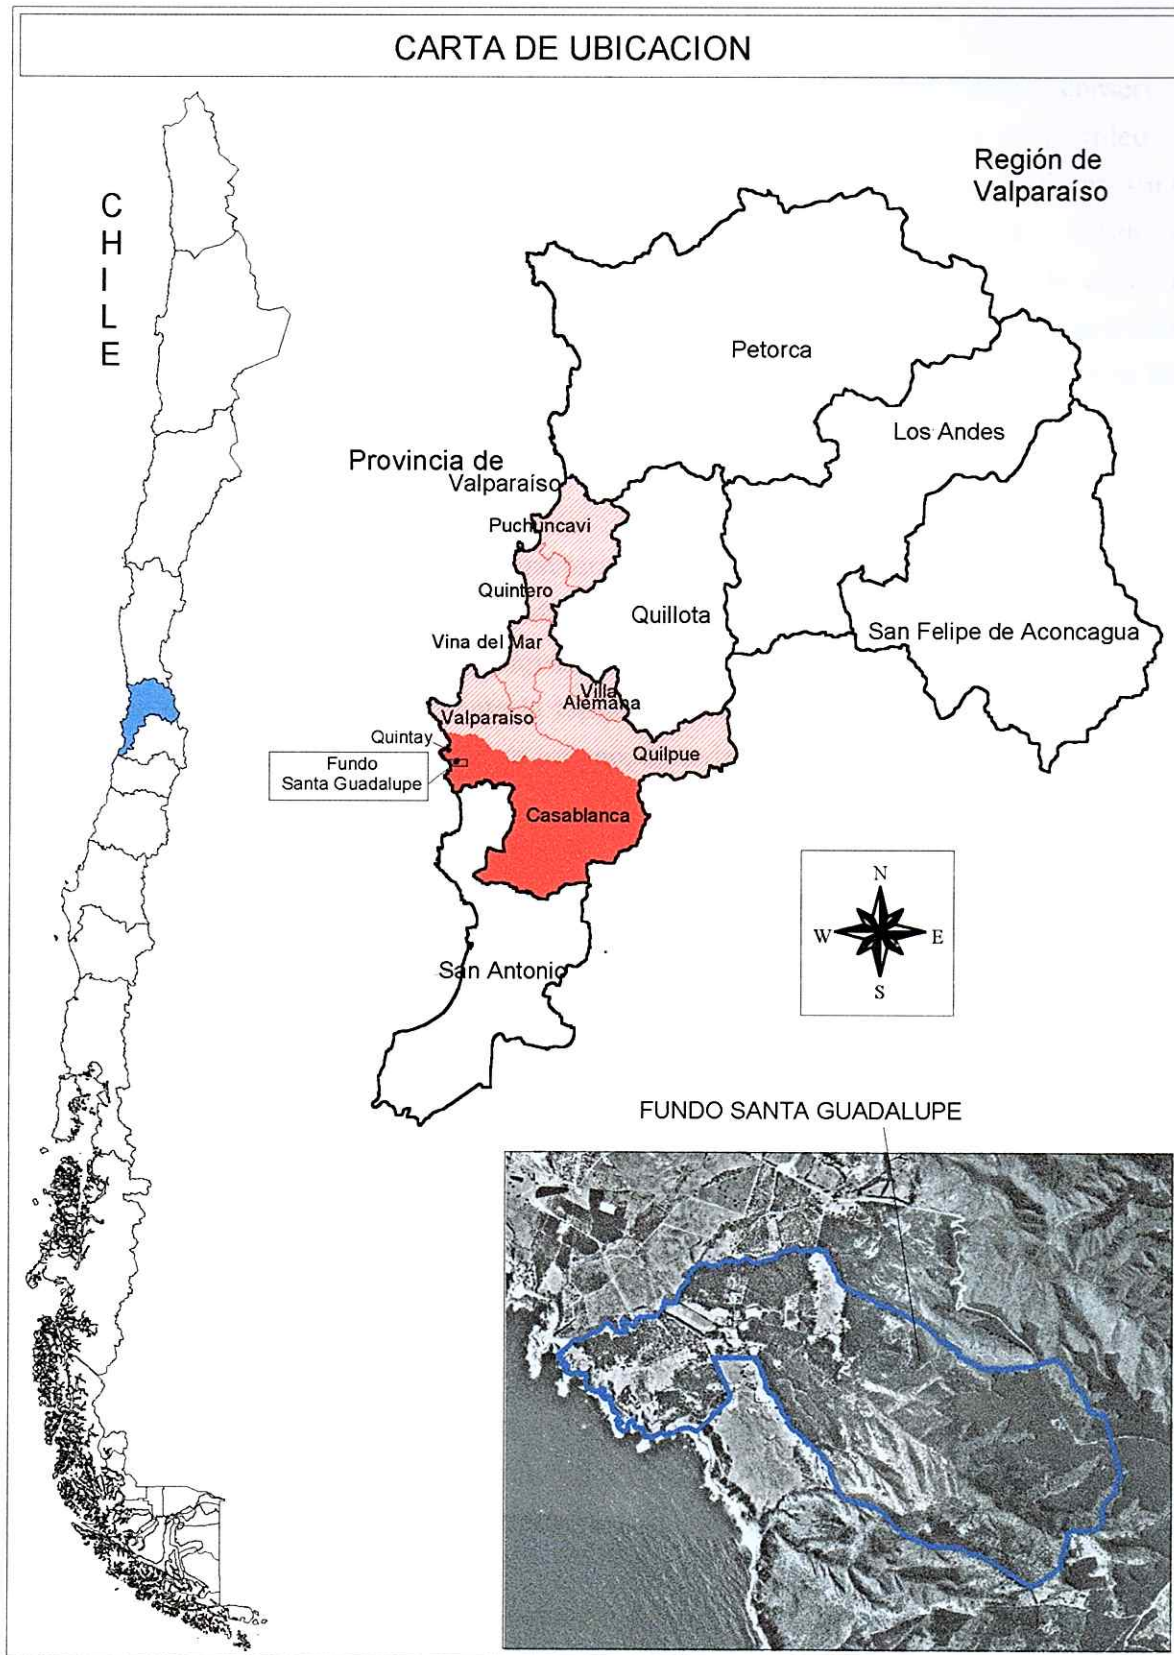 CARTA DE UBICACION
CHILE
Región de
Valparaíso
Petorca
Los Andes
Provincia de
Valparaíso
Puchuncavi
Quintero
Quillota
San Felipe de Aconcagua
Vina del Mar
Villa
Alemana
Valparaiso
Quintay
Quilpue
Fundo
Santa Guadalupe
Casablanca
N
W
E
S
San Antonio
FUNDO SANTA GUADALUPE